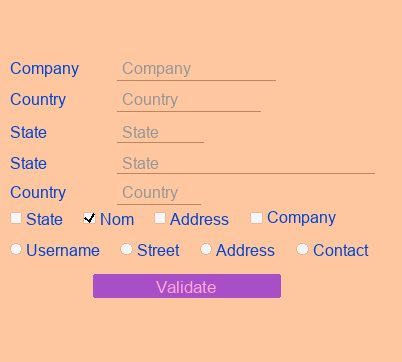 Company Company
Country Country
State State
State State
Country Country
State Nom Address Company
Username Street Address Contact
Validate